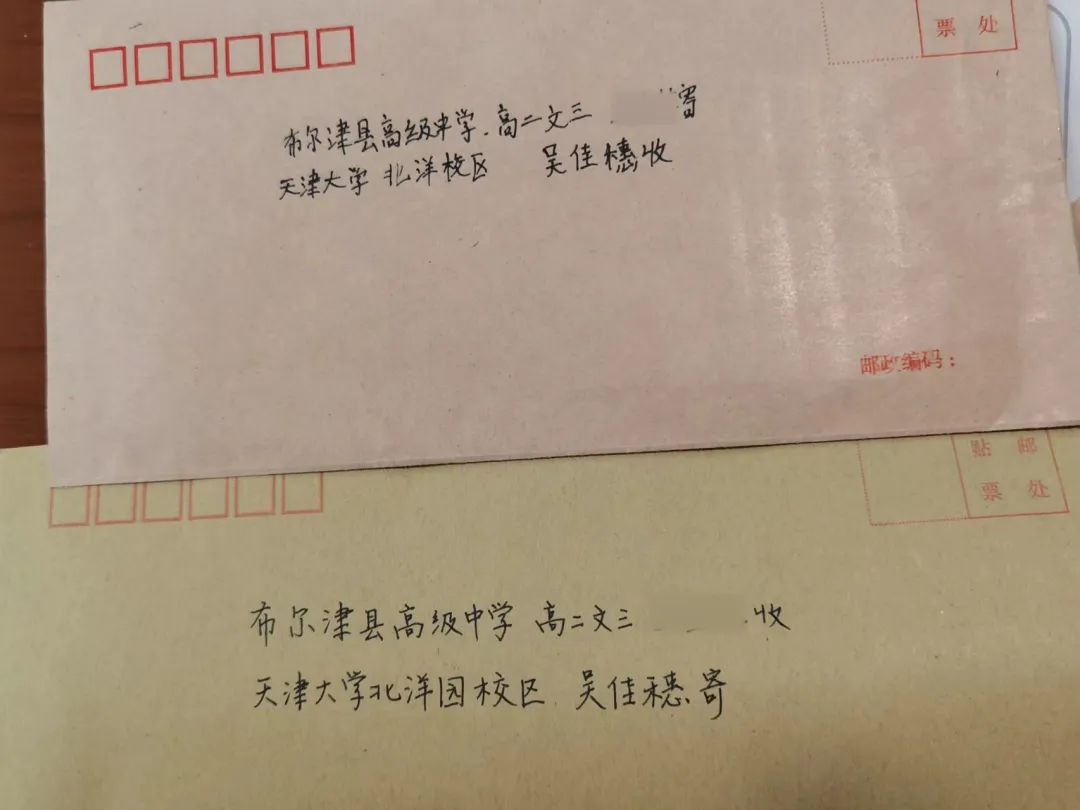 票 处
布尔津县高级中学.高二文三 寄
天津大学 北洋校区 吴佳穗收
邮政编码:
贴 邮
票 处
布尔津县高级中学 高二文三 收
天津大学北洋园校区 吴佳穗寄